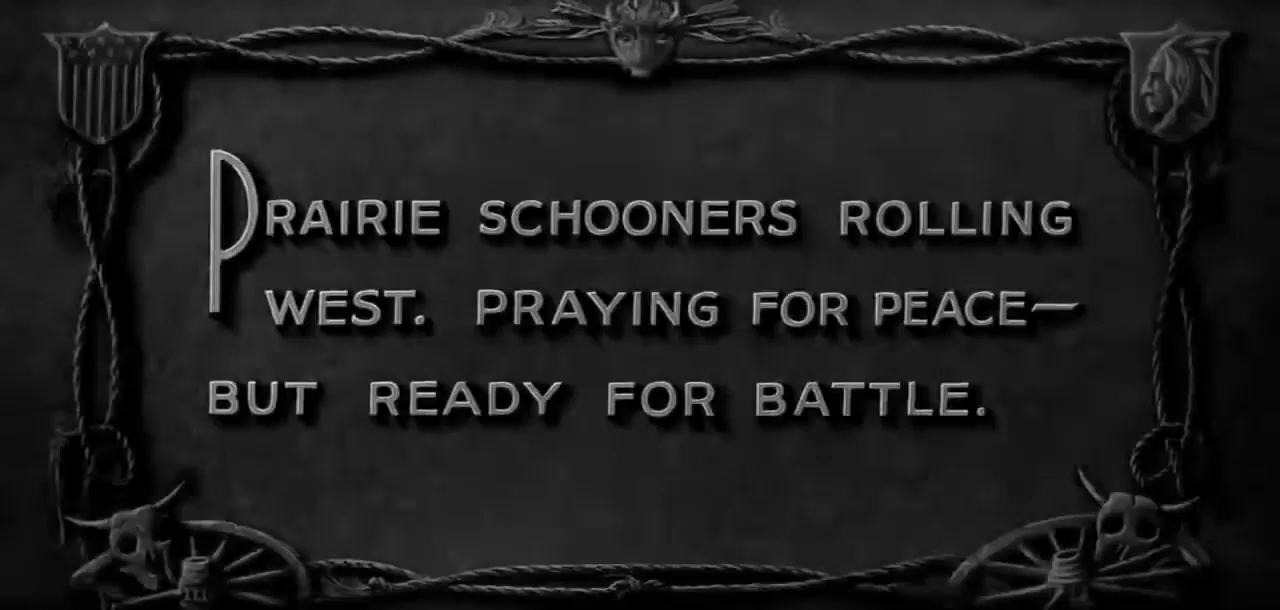 PRAIRIE SCHOONERS ROLLING
WEST. PRAYING FOR PEACE—
BUT READY FOR BATTLE.